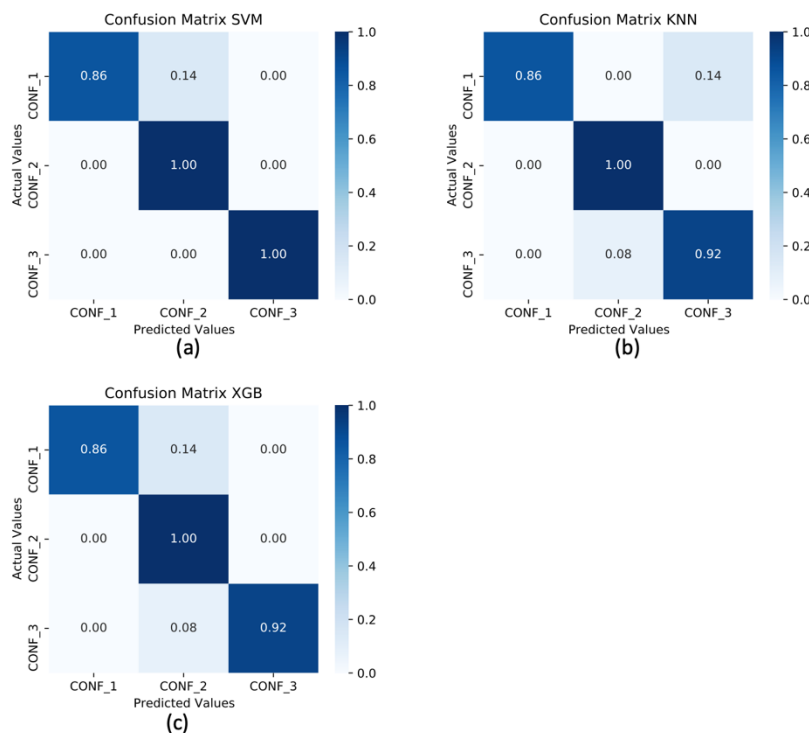 Confusion Matrix SVM
Actual Values
CONF_1
CONF_2
CONF_3
0.86 0.14 0.00
0.00 1.00 0.00
0.00 0.00 1.00
CONF_1 CONF_2 CONF_3
Predicted Values
1.0
0.8
0.6
0.4
0.2
0.0
(a)
Confusion Matrix KNN
Actual Values
CONF_1
CONF_2
CONF_3
0.86 0.00 0.14
0.00 1.00 0.00
0.00 0.08 0.92
CONF_1 CONF_2 CONF_3
Predicted Values
1.0
0.8
0.6
0.4
0.2
0.0
(b)
Confusion Matrix XGB
Actual Values
CONF_1
CONF_2
CONF_3
0.86 0.14 0.00
0.00 1.00 0.00
0.00 0.08 0.92
CONF_1 CONF_2 CONF_3
Predicted Values
1.0
0.8
0.6
0.4
0.2
0.0
(c)